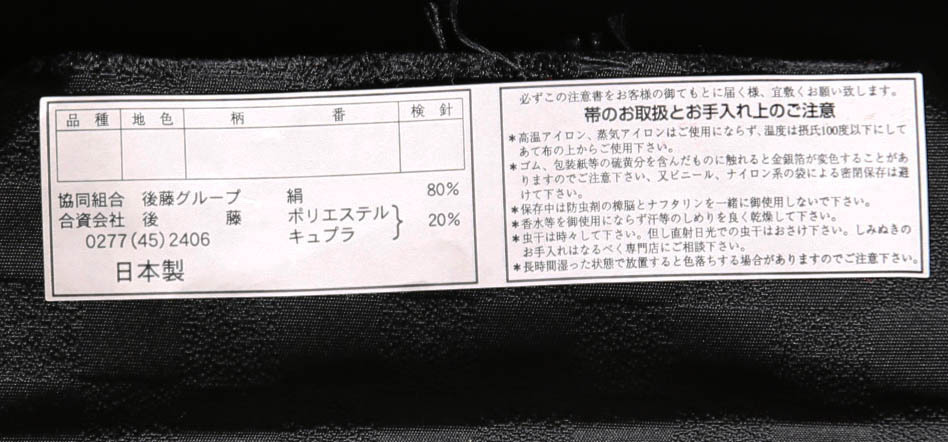 品種 地色 柄 番 検針
協同組合 後藤グループ 絹 80%
合資会社 後 藤 ポリエステル キュプラ } 20%
0277(45)2406
日本製
必ずこの注意書をお客様の御てもとに届く様、宜敷くお願い致します。
帯のお取扱とお手入れ上のご注意
*高温アイロン、蒸気アイロンはご使用にならず、温度は摂氏100度以下にして
あて布の上からご使用下さい。
*ゴム、包装紙等の硫黄分を含んだものに触れると金銀箔が変色することがあ
りますのでご注意下さい、又ビニール、ナイロン系の袋による密閉保存は避
けて下さい。
*保存中は防虫剤の樟脳とナフタリンを一緒に御使用しないで下さい。
*香水等を御使用にならず汗等のしめりを良く乾燥して下さい。
*虫干は時々して下さい。但し直射日光での虫干はおさけ下さい。しみぬきの
お手入れはなるべく専門店にご相談下さい。
*長時間湿った状態で放置すると色落ちする場合がありますのでご注意下さい。